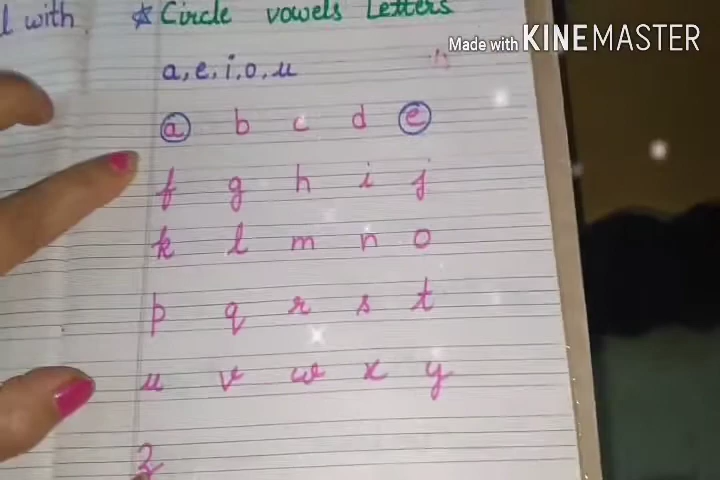 l with. ☆ Circle vowels Letters
Made with KINEMASTER
a, e, i, o, u
a b c d e
f g h i j
k l m n o
p q r s t
u v w x y
z